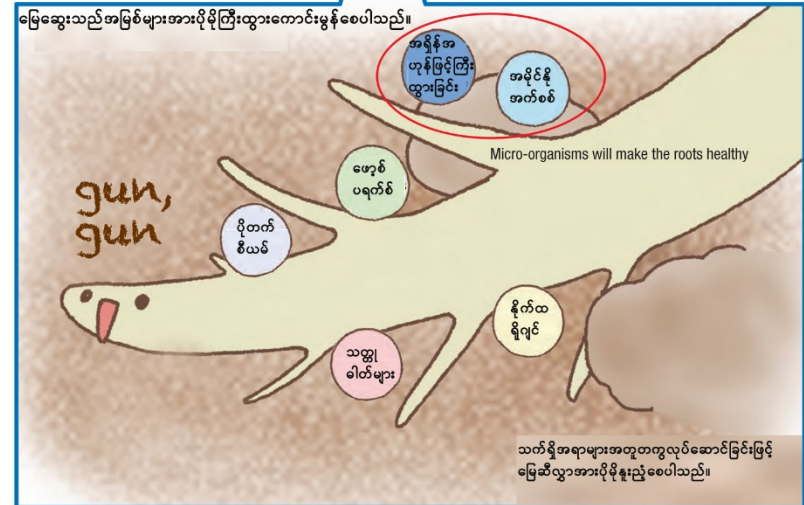 မြေဆွေးသည်အမြစ်များအားပိုမိုကြီးထွားကောင်းမွန်စေပါသည်။
အရှိန်အ
ဟုန်ဖြင့်ကြီး
ထွားခြင်း
အမိုင်နို
အက်စစ်
Micro-organisms will make the roots healthy
ဖော့စ်
ပရက်စ်
gun,
gun
ပိုတက်
စီယမ်
နိုက်ထ
ရိုဂျင်
သတ္တု
ဓါတ်များ
သက်ရှိအရာများအတူတကွလုပ်ဆောင်ခြင်းဖြင့်
မြေဆီလွှာအားပိုမိုနူးညံ့စေပါသည်။